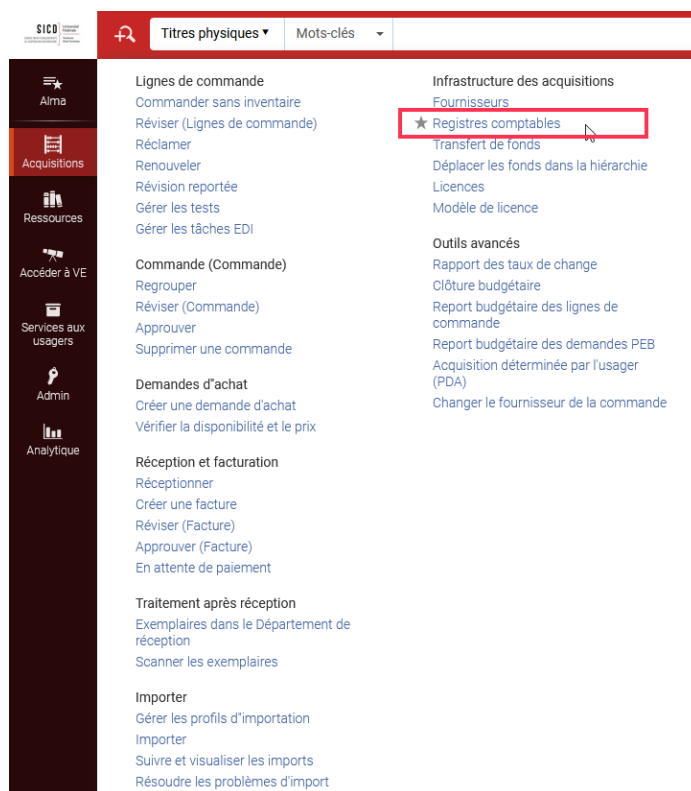 SICD
Titres physiques
Mots-clés
Alma
Acquisitions
Ressources
Accéder à VE
Services aux
usagers
Admin
Analytique
Lignes de commande
Commander sans inventaire
Réviser (Lignes de commande)
Réclamer
Renouveler
Révision reportée
Gérer les tests
Gérer les tâches EDI
Commande (Commande)
Regrouper
Réviser (Commande)
Approuver
Supprimer une commande
Demandes d"achat
Créer une demande d'achat
Vérifier la disponibilité et le prix
Réception et facturation
Réceptionner
Créer une facture
Réviser (Facture)
Approuver (Facture)
En attente de paiement
Traitement après réception
Exemplaires dans le Département de
réception
Scanner les exemplaires
Importer
Gérer les profils d"importation
Importer
Suivre et visualiser les imports
Résoudre les problèmes d'import
Infrastructure des acquisitions
Fournisseurs
Registres comptables
Transfert de fonds
Déplacer les fonds dans la hiérarchie
Licences
Modèle de licence
Outils avancés
Rapport des taux de change
Clôture budgétaire
Report budgétaire des lignes de
commande
Report budgétaire des demandes PEB
Acquisition déterminée par l'usager
(PDA)
Changer le fournisseur de la commande